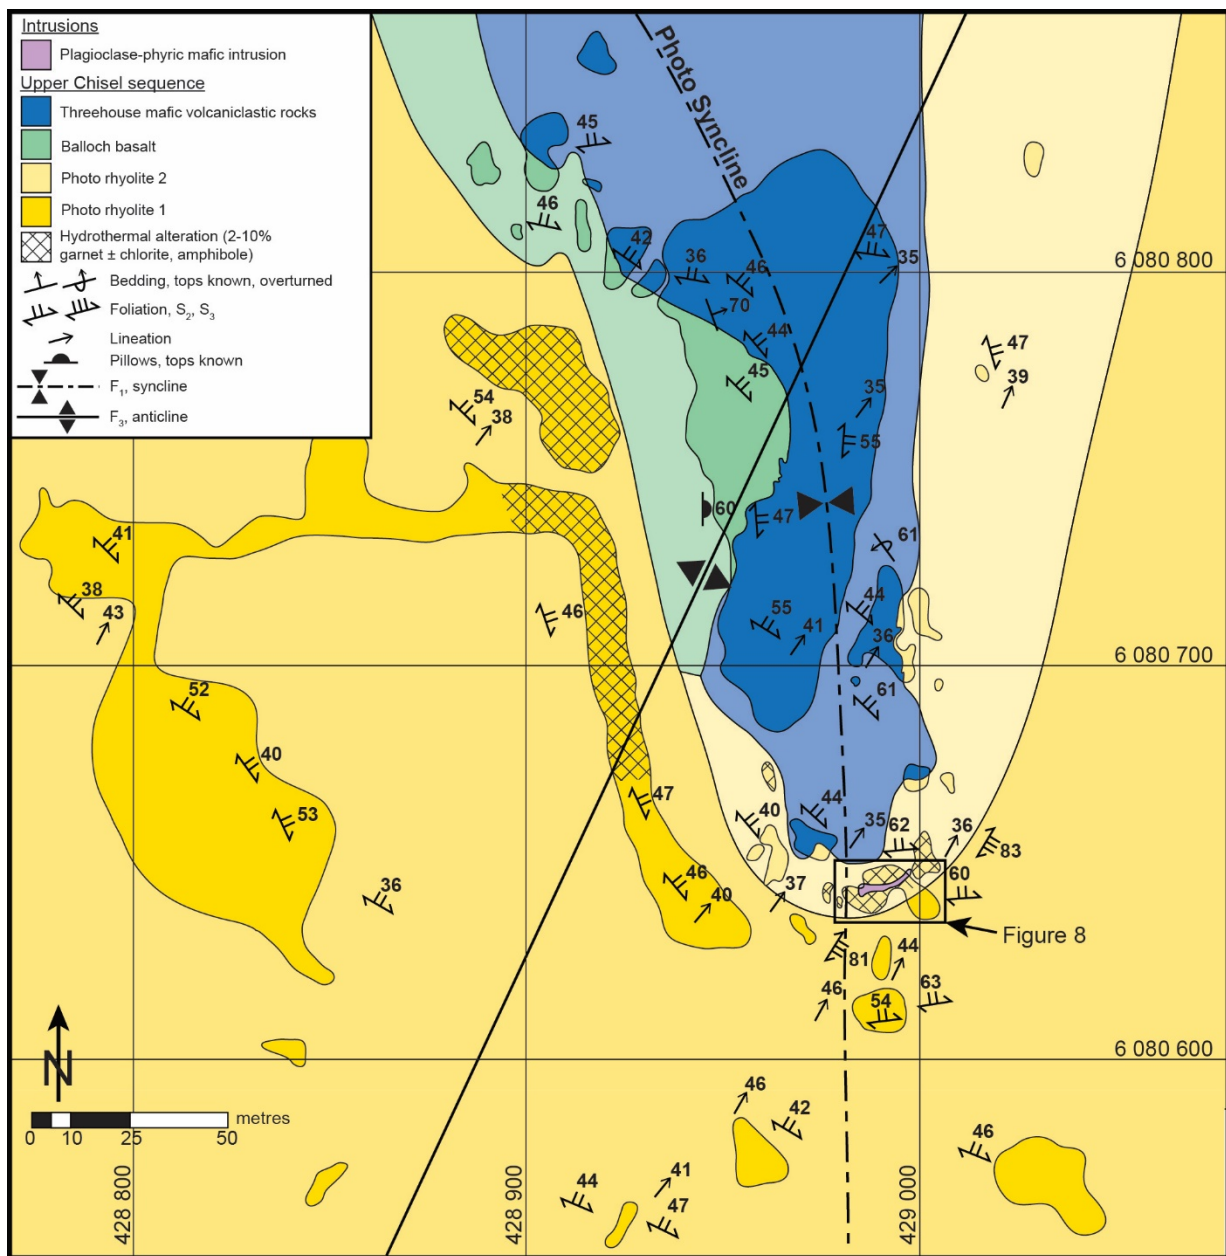 Intrusions
Plagioclase-phyric mafic intrusion
Upper Chisel sequence
Threehouse mafic volcaniclastic rocks
Balloch basalt
Photo rhyolite 2
Photo rhyolite 1
Hydrothermal alteration (2-10%
garnet ± chlorite, amphibole)
Bedding, tops known, overturned
Foliation, S2, S3
Lineation
Pillows, tops known
F1, syncline
F3, anticline
Photo Syncline
45
46
42
36
46
47
35
6 080 800
70
44
45
47
39
35
54
38
55
60
47
41
61
38
43
46
44
55
41
36
6 080 700
52
61
40
53
47
40
44
35
62
36
83
46
40
37
60
36
Figure 8
81
44
46
63
54
6 080 600
N
46
42
metres
0
10
25
50
46
44
41
47
428 800
428 900
429 000